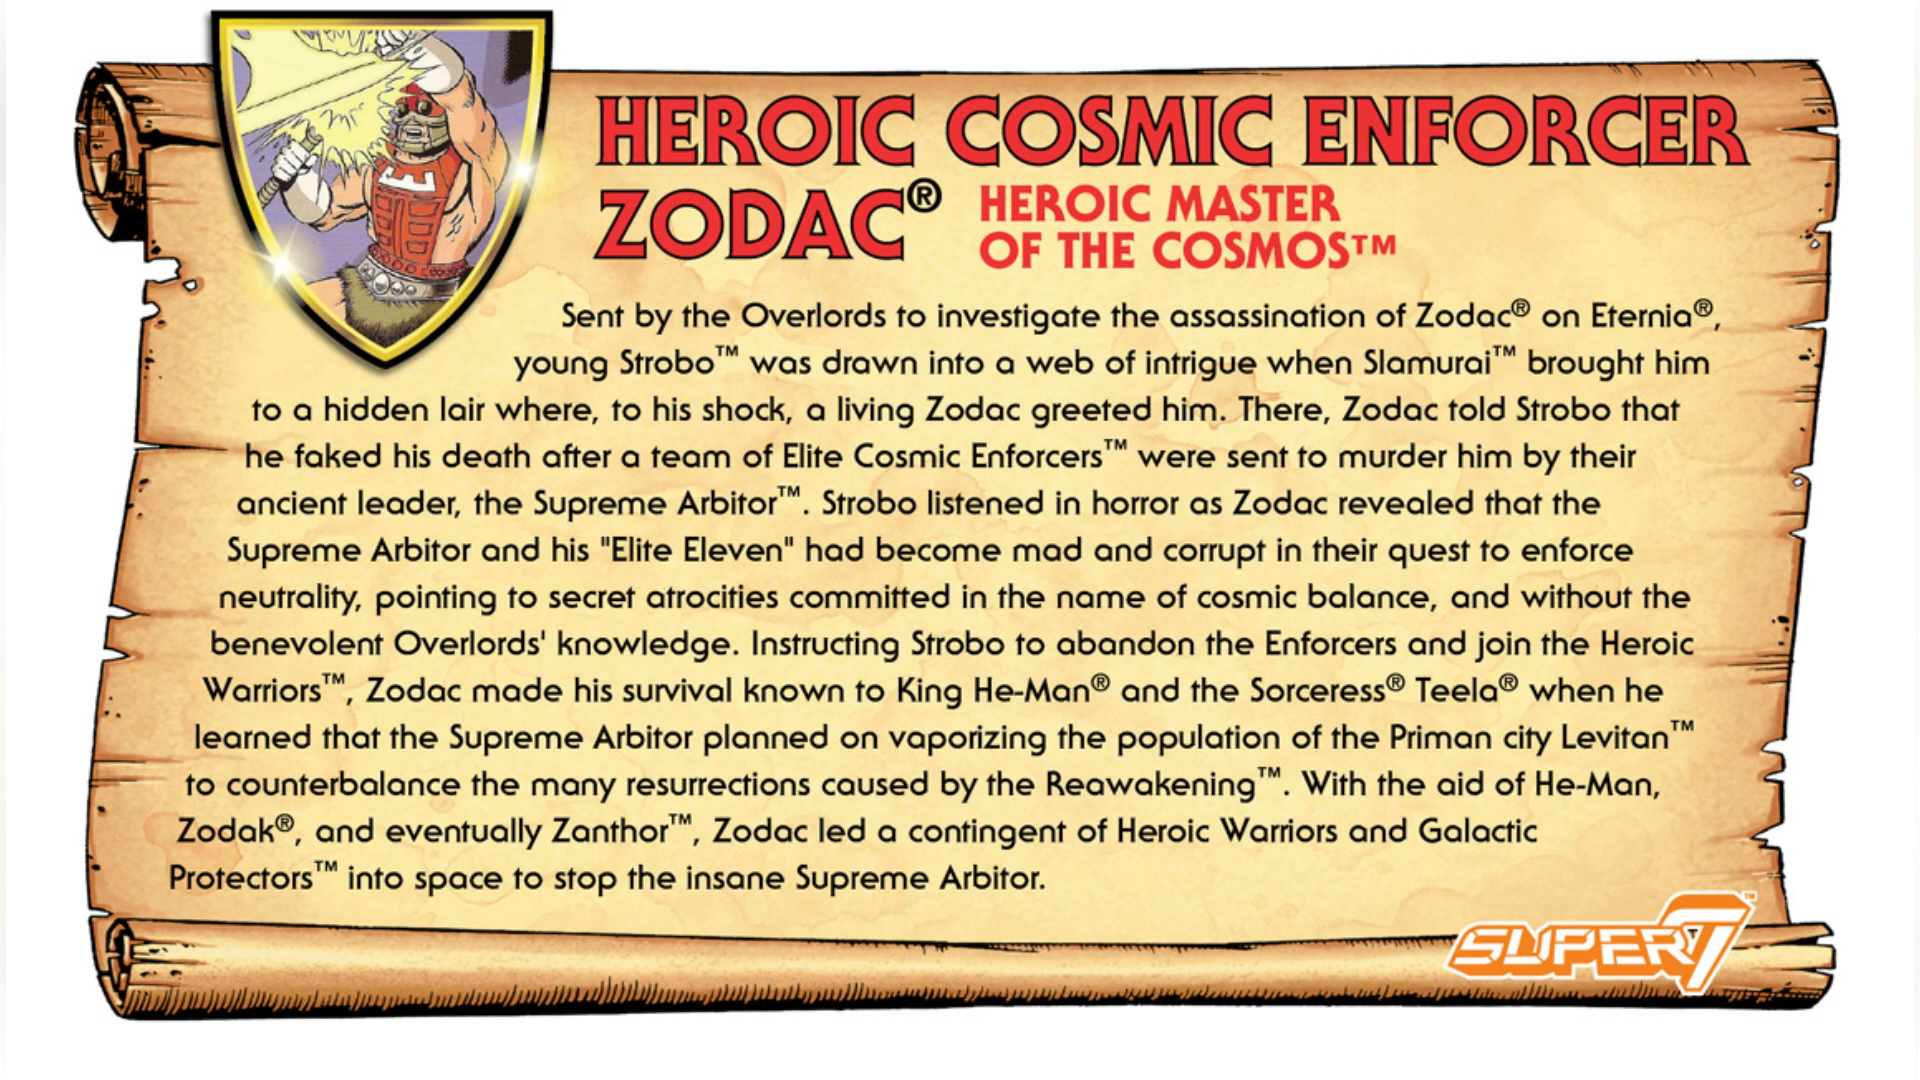 HEROIC COSMIC ENFORCER
ZODAC® HEROIC MASTER
OF THE COSMOS™
Sent by the Overlords to investigate the assassination of Zodac® on Eternia®,
young Strobo™ was drawn into a web of intrigue when Slamurai™ brought him
to a hidden lair where, to his shock, a living Zodac greeted him. There, Zodac told Strobo that
he faked his death after a team of Elite Cosmic Enforcers™ were sent to murder him by their
ancient leader, the Supreme Arbitor™. Strobo listened in horror as Zodac revealed that the
Supreme Arbitor and his "Elite Eleven" had become mad and corrupt in their quest to enforce
neutrality, pointing to secret atrocities committed in the name of cosmic balance, and without the
benevolent Overlords' knowledge. Instructing Strobo to abandon the Enforcers and join the Heroic
Warriors™, Zodac made his survival known to King He-Man® and the Sorceress® Teela® when he
learned that the Supreme Arbitor planned on vaporizing the population of the Priman city Levitan™
to counterbalance the many resurrections caused by the Reawakening™. With the aid of He-Man,
Zodak®, and eventually Zanthor™, Zodac led a contingent of Heroic Warriors and Galactic
Protectors™ into space to stop the insane Supreme Arbitor.
SUPER7™